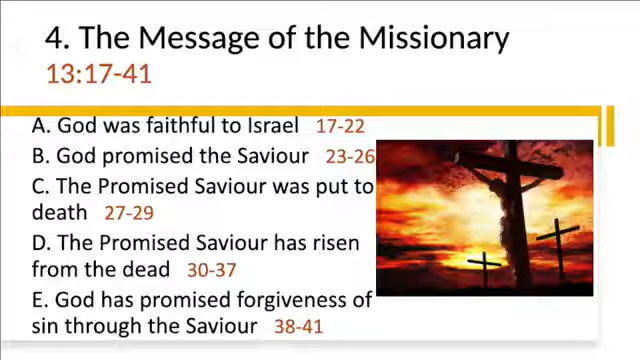 4. The Message of the Missionary
13:17-41
A. God was faithful to Israel 17-22
B. God promised the Saviour 23-26
C. The Promised Saviour was put to
death 27-29
D. The Promised Saviour has risen
from the dead 30-37
E. God has promised forgiveness of
sin through the Saviour 38-41